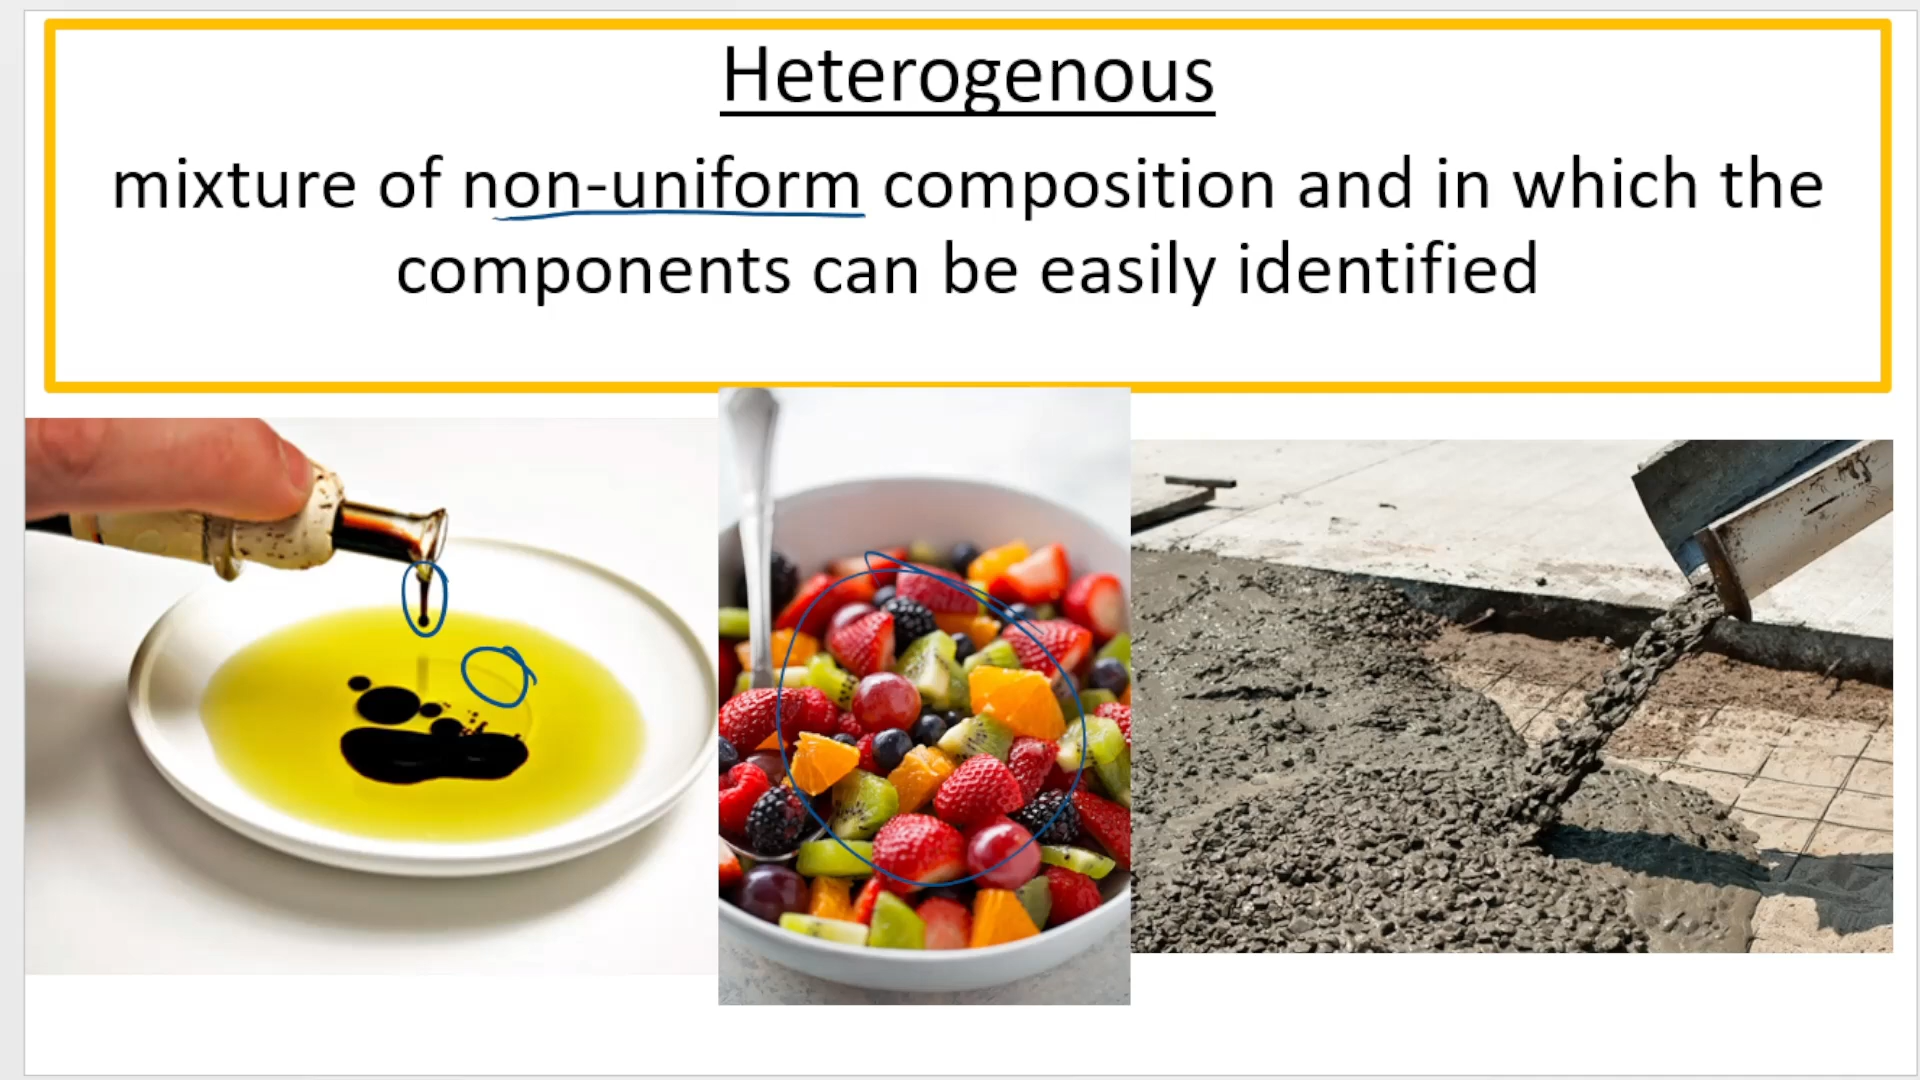 Heterogenous
mixture of non-uniform composition and in which the
components can be easily identified